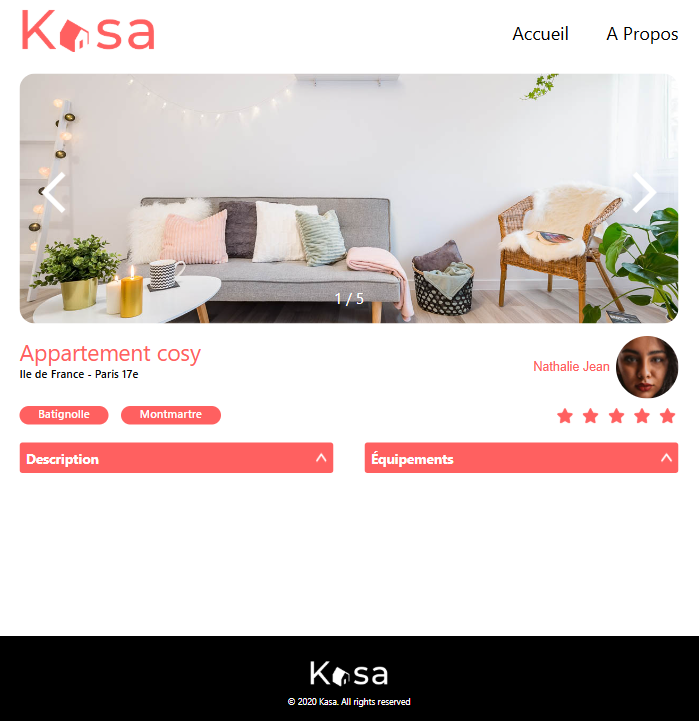 Kasa
Accueil
A Propos
1 / 5
Appartement cosy
Ile de France - Paris 17e
Nathalie Jean
Batignolle
Montmartre
Description
Équipements
Kasa
© 2020 Kasa. All rights reserved